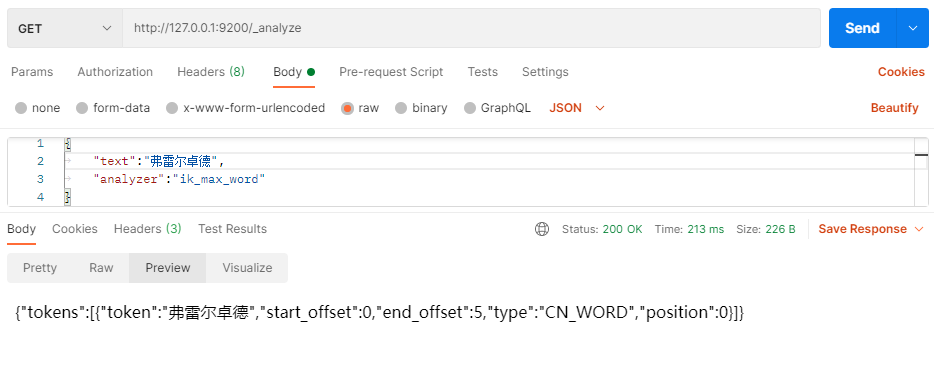 GET http://127.0.0.1:9200/_analyze Send
Params Authorization Headers (8) Body Pre-request Script Tests Settings Cookies
none form-data x-www-form-urlencoded raw binary GraphQL JSON Beautify
1 {
2 "text":"弗雷尔卓德",
3 "analyzer":"ik_max_word"
4 }
Body Cookies Headers (3) Test Results Status: 200 OK Time: 213 ms Size: 226 B Save Response
Pretty Raw Preview Visualize
{"tokens":[{"token":"弗雷尔卓德","start_offset":0,"end_offset":5,"type":"CN_WORD","position":0}]}